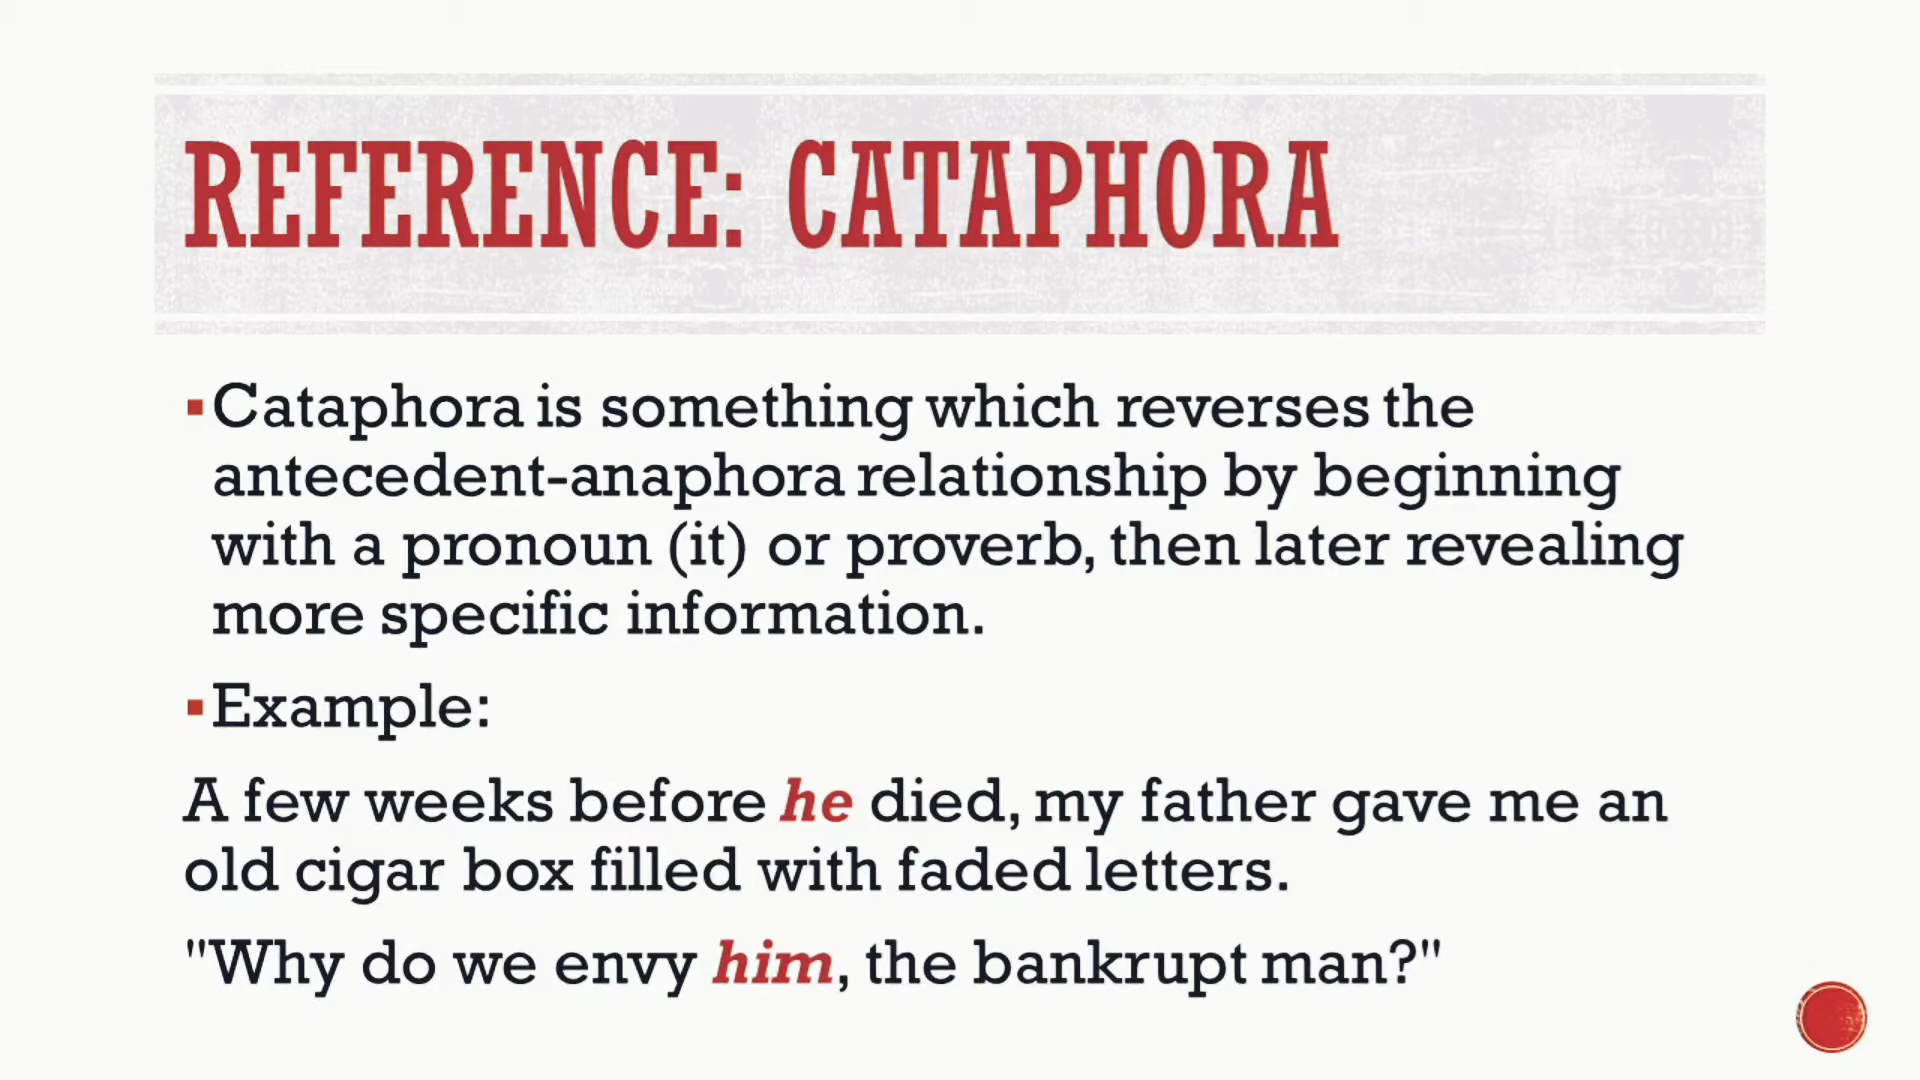 REFERENCE: CATAPHORA
▪Cataphora is something which reverses the
antecedent-anaphora relationship by beginning
with a pronoun (it) or proverb, then later revealing
more specific information.
▪Example:
A few weeks before he died, my father gave me an
old cigar box filled with faded letters.
"Why do we envy him, the bankrupt man?"